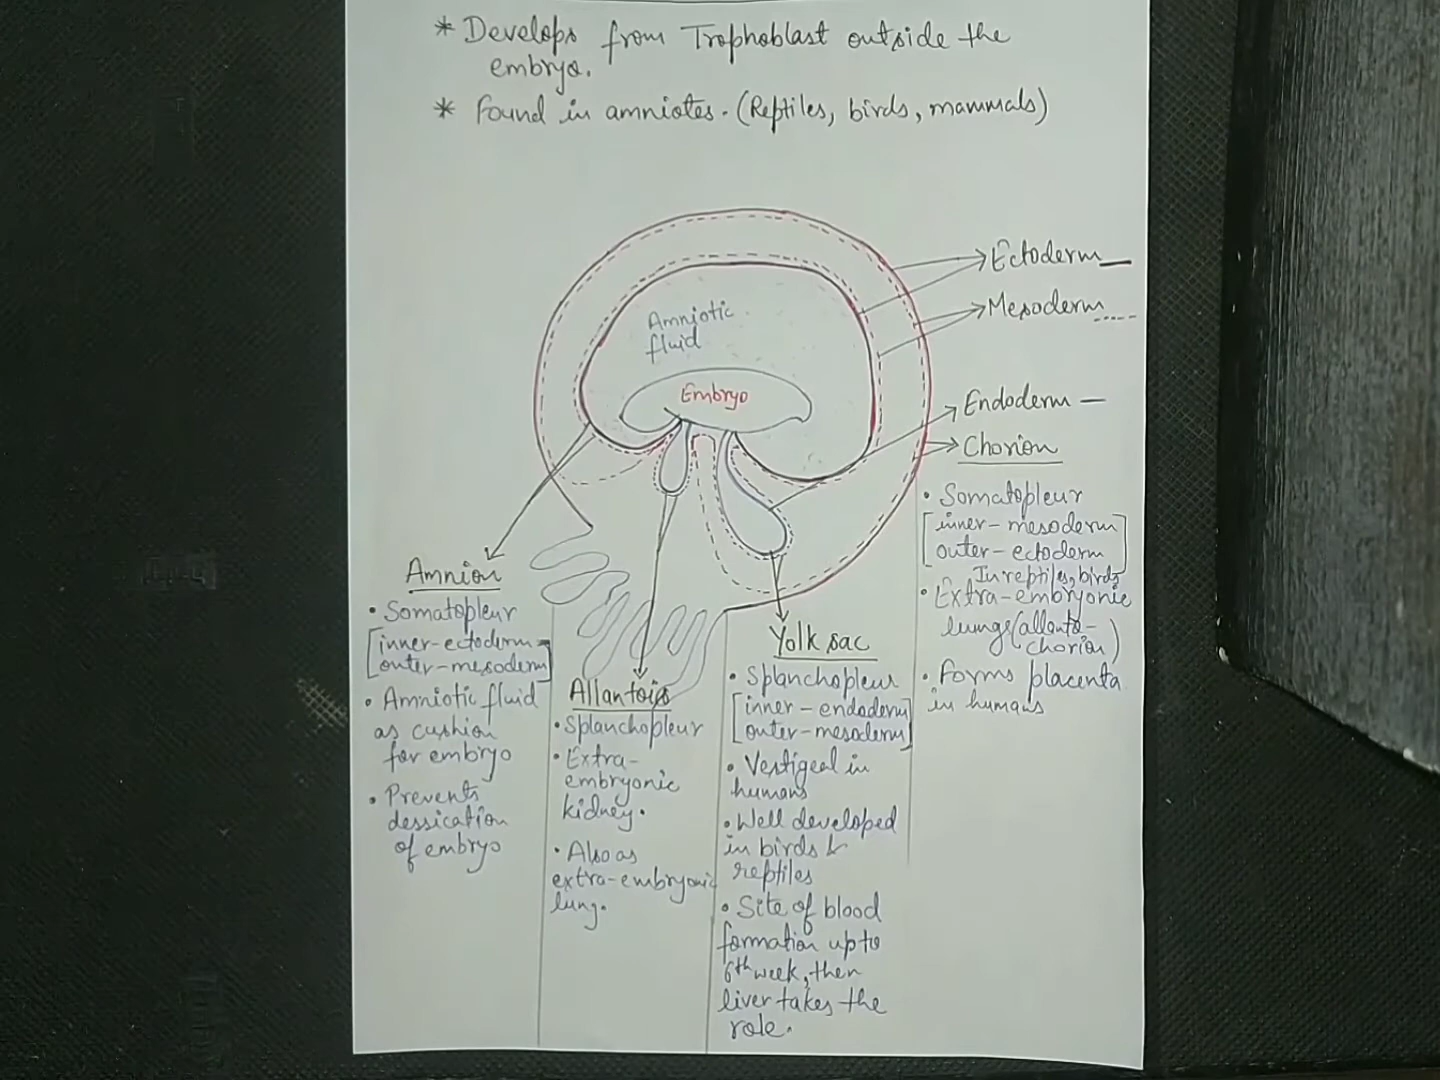 * Develops from Trophoblast outside the
embryo.
* Found in amniotes. (Reptiles, birds, mammals)
Ectoderm
Mesoderm
Amniotic
fluid
Embryo
Endoderm
Chorion
• Somatopleur
[inner-mesoderm
outer-ectoderm]
In reptiles, birds
• Extra-embryonic
lungs (allanto-
chorion)
• Forms placenta
in humans
Amnion
• Somatopleur
[inner-ectoderm
outer-mesoderm]
• Amniotic fluid
as cushion
for embryo
• Prevents
dessication
of embryo
Allantois
• Splanchopleur
• Extra-
embryonic
kidney.
• Also as
extra-embryonic
lung.
Yolk sac
• Splanchopleur
[inner-endoderm
outer-mesoderm]
• Vestigeal in
humans
• Well developed
in birds &
reptiles
• Site of blood
formation up to
6th week, then
liver takes the
role.